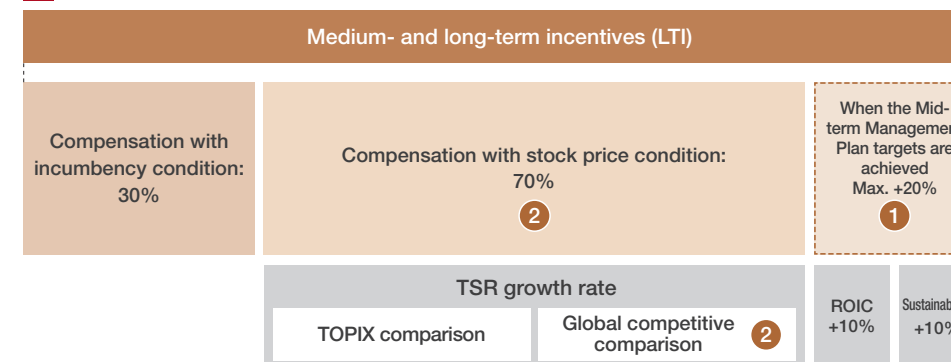 Medium- and long-term incentives (LTI)
Compensation with
incumbency condition:
30%
Compensation with stock price condition:
70%
2
When the Mid-
term
Plan targets are
achieved
Max. +20%
1
TSR growth rate
TOPIX comparison
Global competitive
comparison
2
ROIC
+10%
+10%